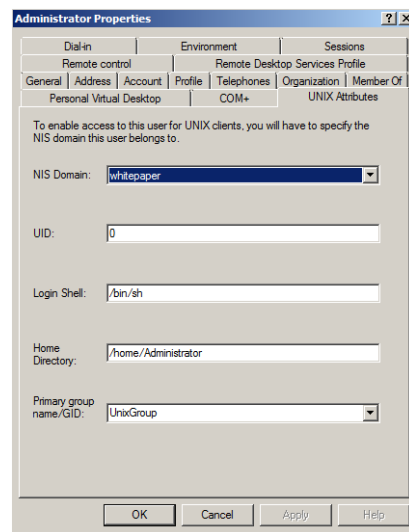 Administrator Properties
Dial-in Environment Sessions
Remote control Remote Desktop Services Profile
General Address Account Profile Telephones Organization Member Of
Personal Virtual Desktop COM+ UNIX Attributes
To enable access to this user for UNIX clients, you will have to specify the
NIS domain this user belongs to.
NIS Domain: whitepaper
UID: 0
Login Shell: /bin/sh
Home
Directory: /home/Administrator
Primary group
name/GID: UnixGroup
OK Cancel Apply Help